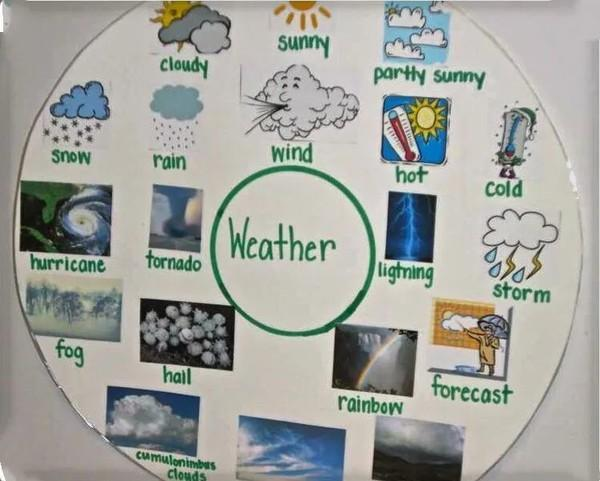 cloudy
sunny
partly sunny
snow
rain
wind
hot
cold
hurricane
tornado
Weather
ligtning
storm
fog
hail
rainbow
forecast
cumulonimbus
clouds